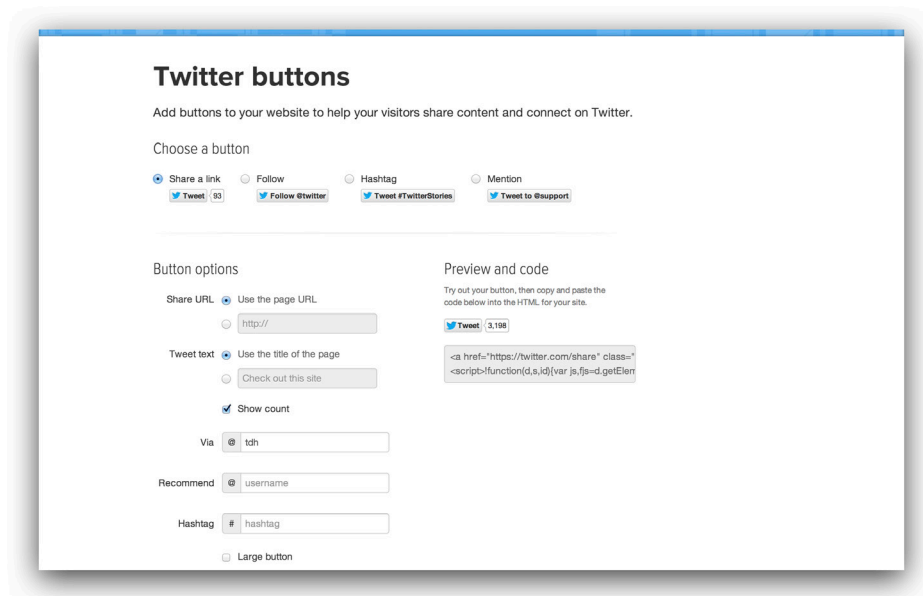 Twitter buttons
Add buttons to your website to help your visitors share content and connect on Twitter.
Choose a button
Share a link Follow Hashtag Mention
Tweet 93 Follow @twitter Tweet #TwitterStories Tweet to @support
Button options
Share URL Use the page URL
http://
Tweet text Use the title of the page
Check out this site
Show count
Via @ tdh
Recommend @ username
Hashtag # hashtag
Large button
Preview and code
Try out your button, then copy and paste the
code below into the HTML for your site.
Tweet 3,198
<a href="https://twitter.com/share" class="
<script>!function(d,s,id){var js,fjs=d.getElem